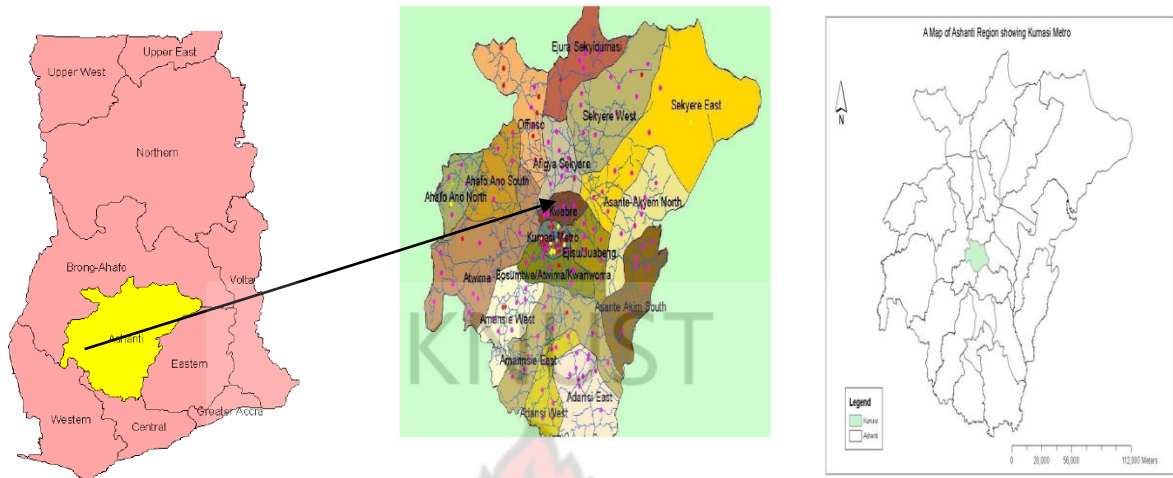 Upper East
Upper West
Northern
Brong-Ahafo
Volta
Ashanti
Eastern
Greater Accra
Western
Central
Ejura Sekyidumasi
Sekyere East
Sekyere West
Offinso
Afigya Sekyere
Ahafo Ano South
Ahafo Ano North
Asante-Akyem North
Kwabre
Kumasi Metro
Ejisu/Juabeng
Atwima
Bosumtwe/Atwima/Kwanwoma
Asante Akim South
Amansie West
Amannsie East
Adansi East
Adansi West
KNUST
A Map of Ashanti Region showing Kumasi Metro
N
Legend
Kumasi
Ashanti
0 28,000 56,000 112,000 Meters